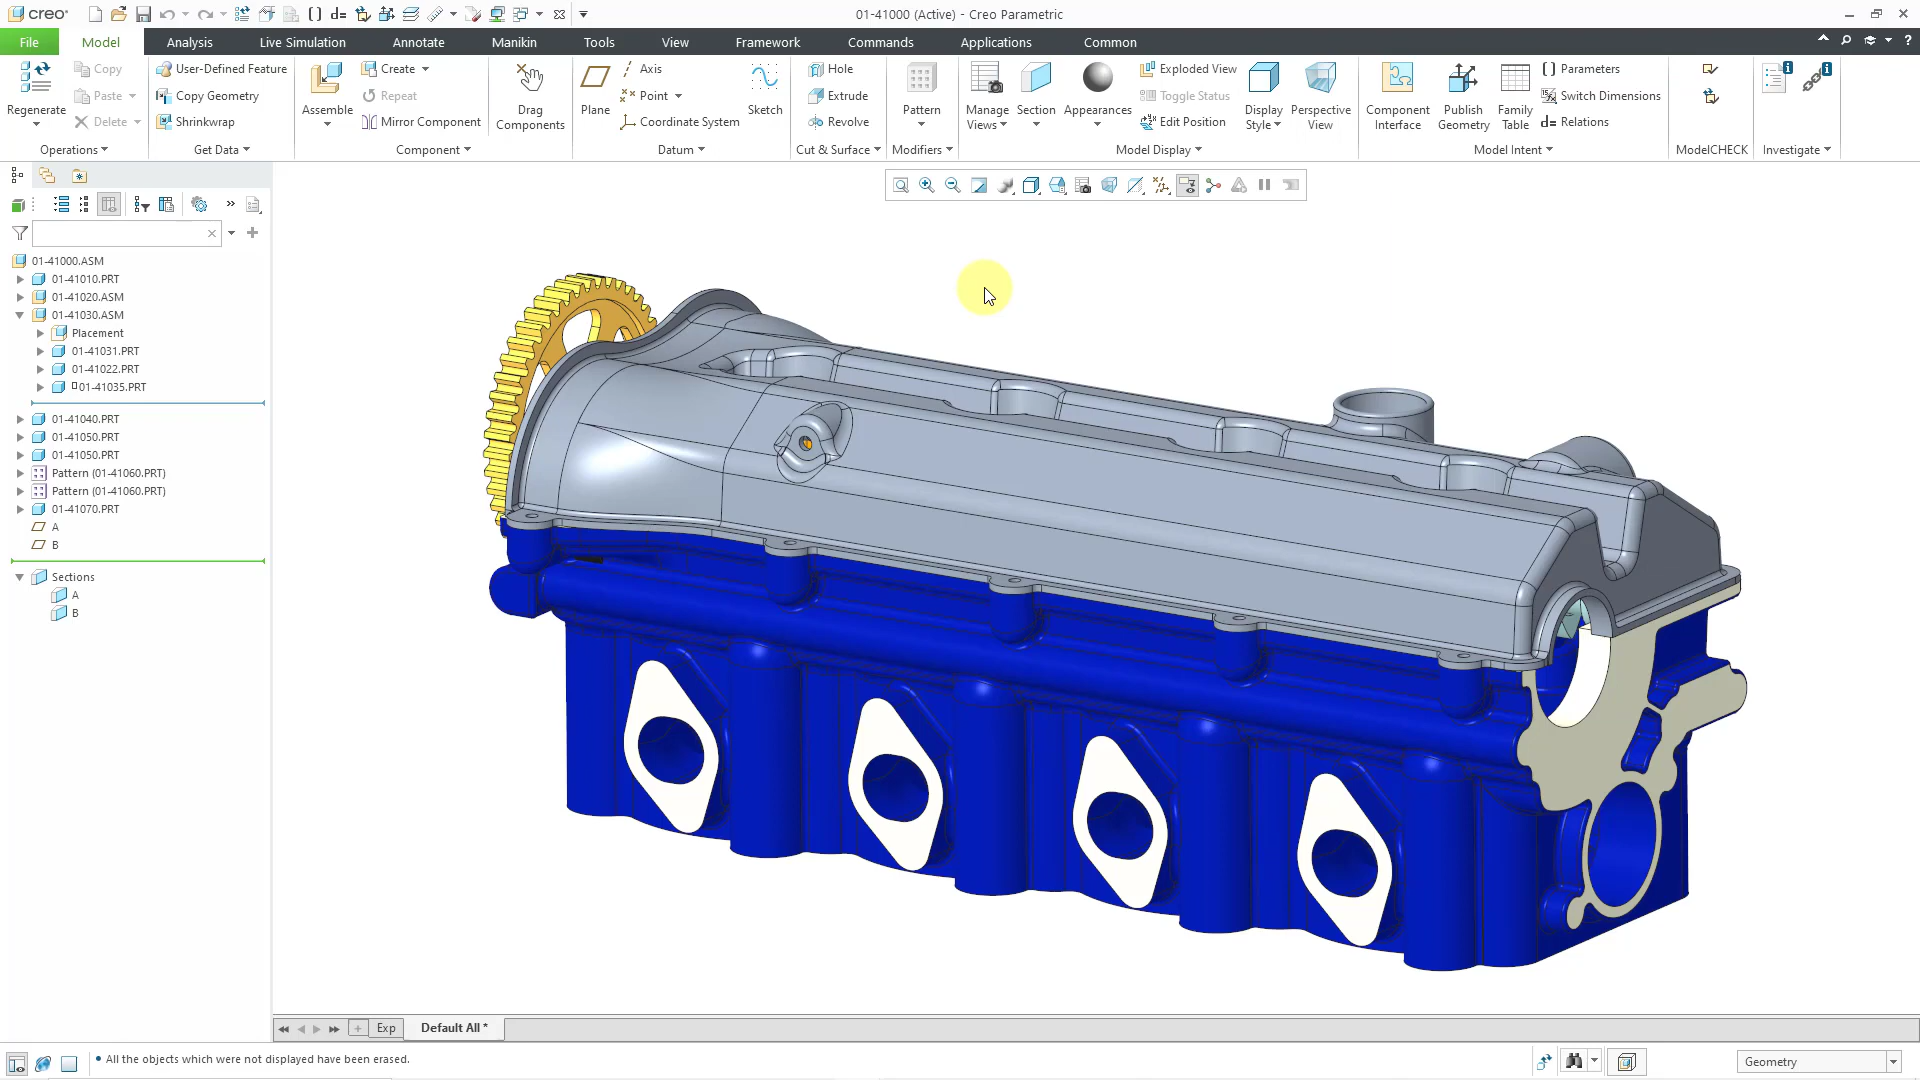 creo
01-41000 (Active) - Creo Parametric
File Model Analysis Live Simulation Annotate Manikin Tools View Framework Commands Applications Common
Regenerate
Copy
Paste
Delete
Operations
User-Defined Feature
Copy Geometry
Shrinkwrap
Get Data
Assemble
Create
Repeat
Mirror Component
Component
Drag
Components
Plane
Axis
Point
Coordinate System
Sketch
Datum
Hole
Extrude
Revolve
Cut & Surface
Pattern
Modifiers
Manage
Views
Section
Appearances
Exploded View
Toggle Status
Edit Position
Display
Style
Perspective
View
Model Display
Component
Interface
Publish
Geometry
Family
Table
Parameters
Switch Dimensions
d= Relations
Model Intent
ModelCHECK
Investigate
01-41000.ASM
01-41010.PRT
01-41020.ASM
01-41030.ASM
Placement
01-41031.PRT
01-41022.PRT
01-41035.PRT
01-41040.PRT
01-41050.PRT
01-41050.PRT
Pattern (01-41060.PRT)
Pattern (01-41060.PRT)
01-41070.PRT
A
B
Sections
A
B
Exp Default All *
• All the objects which were not displayed have been erased.
Geometry